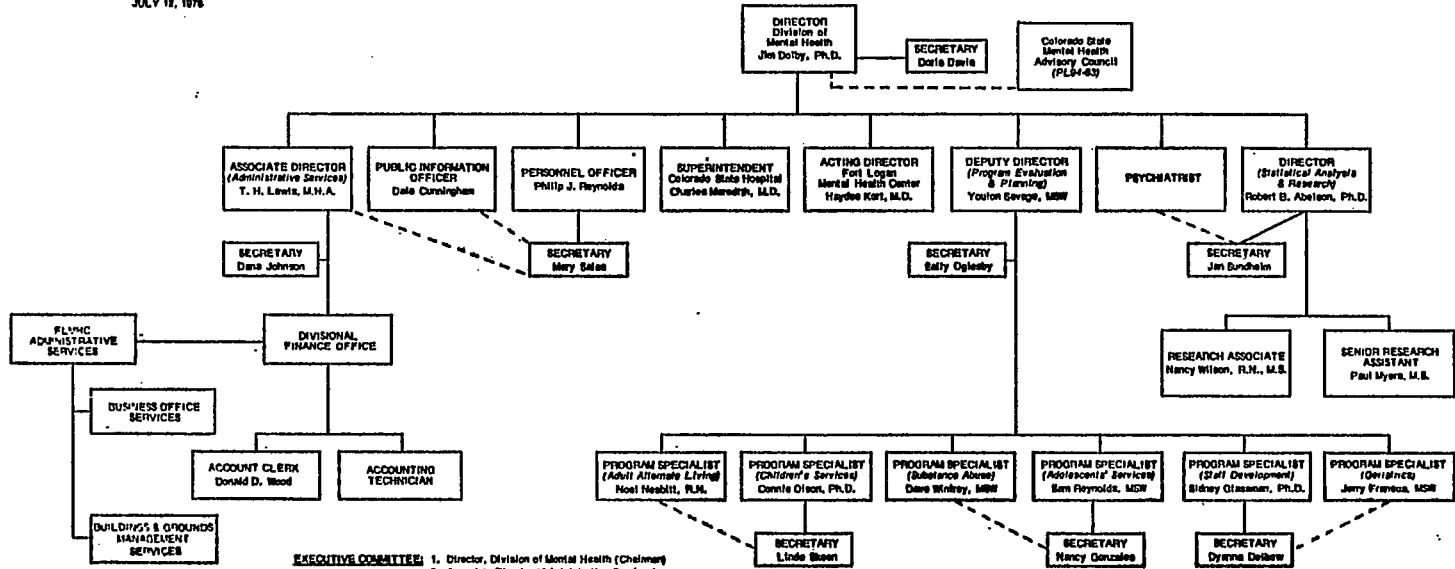 JULY 12, 1976
DIRECTOR
Division of
Mental Health
Jim Dolby, Ph.D.
SECRETARY
Doris Davis
Colorado State
Mental Health
Advisory Council
(PL94-63)
ASSOCIATE DIRECTOR
(Administrative Services)
T. H. Lewis, M.H.A.
PUBLIC INFORMATION
OFFICER
Dale Cunningham
PERSONNEL OFFICER
Philip J. Reynolds
SUPERINTENDENT
Colorado State Hospital
Charles Meredith, M.D.
ACTING DIRECTOR
Fort Logan
Mental Health Center
Haydee Kort, M.D.
DEPUTY DIRECTOR
(Program Evaluation
& Planning)
Youlon Savage, MSW
PSYCHIATRIST
DIRECTOR
(Statistical Analysis
& Research)
Robert B. Abelson, Ph.D.
SECRETARY
Dana Johnson
SECRETARY
Mary Salas
SECRETARY
Sally Oglesby
SECRETARY
Jan Sundheim
FLMHC
ADMINISTRATIVE
SERVICES
DIVISIONAL
FINANCE OFFICE
RESEARCH ASSOCIATE
Nancy Wilson, R.N., M.S.
SENIOR RESEARCH
ASSISTANT
Paul Myers, M.S.
BUSINESS OFFICE
SERVICES
ACCOUNT CLERK
Donald D. Wood
ACCOUNTING
TECHNICIAN
PROGRAM SPECIALIST
(Adult Alternate Living)
Noel Nesbitt, R.N.
PROGRAM SPECIALIST
(Children's Services)
Connie Olson, Ph.D.
PROGRAM SPECIALIST
(Substance Abuse)
Dave Winfrey, MSW
PROGRAM SPECIALIST
(Adolescents' Services)
Sam Reynolds, MSW
PROGRAM SPECIALIST
(Staff Development)
Sidney Glassman, Ph.D.
PROGRAM SPECIALIST
(Geriatrics)
Jerry MSW
BUILDINGS & GROUNDS
MANAGEMENT
SERVICES
SECRETARY
Linda Skeen
SECRETARY
Nancy Gonzales
SECRETARY
Dyanna
EXECUTIVE COMMITTEE: 1. Director, Division of Mental Health (Chairman)